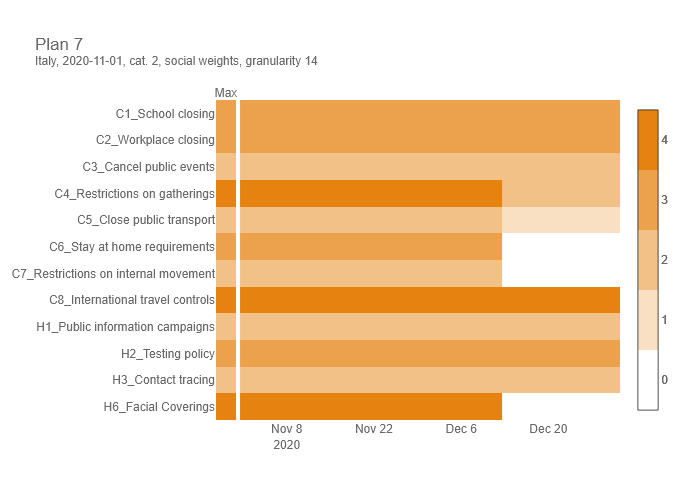 Plan 7
Italy, 2020-11-01, cat. 2, social weights, granularity 14
Max
C1_School closing
C2_Workplace closing
C3_Cancel public events
C4_Restrictions on gatherings
C5_Close public transport
C6_Stay at home requirements
C7_Restrictions on internal movement
C8_International travel controls
H1_Public information campaigns
H2_Testing policy
H3_Contact tracing
H6_Facial Coverings
Nov 8
2020
Nov 22
Dec 6
Dec 20
4
3
2
1
0